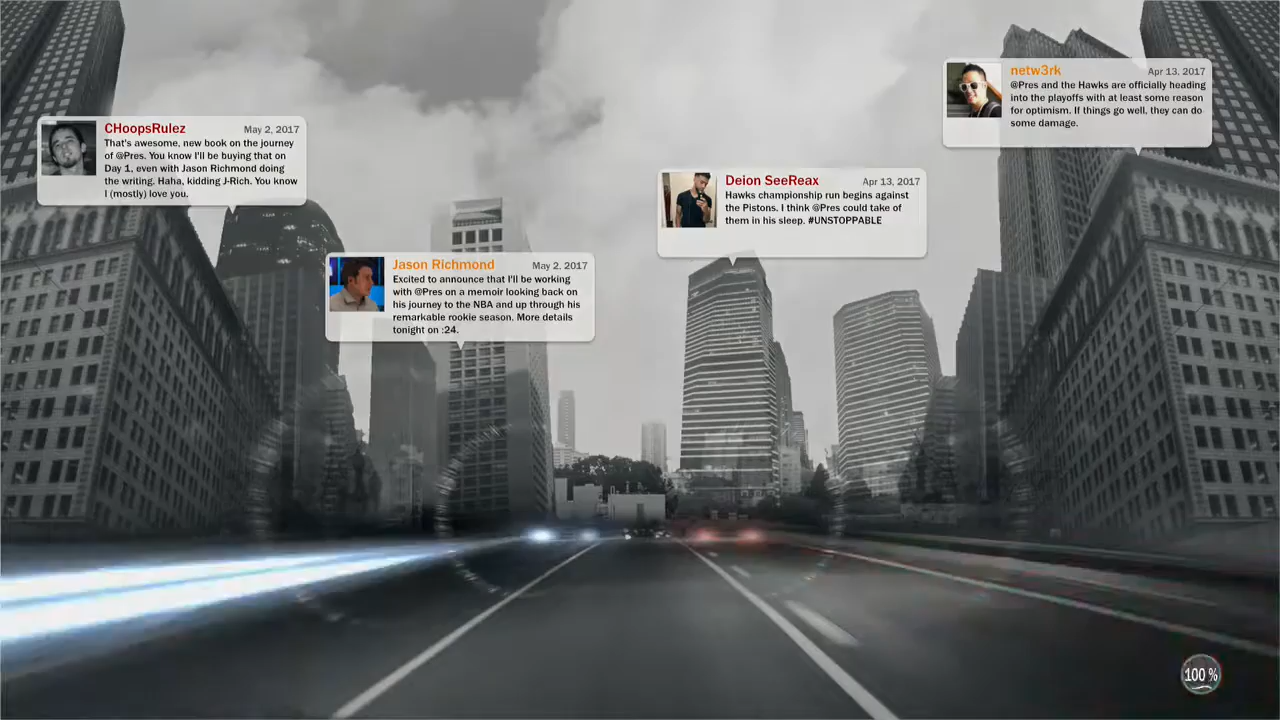 CHoopsRulez May 2, 2017
That's awesome, new book on the journey
of @Pres. You know I'll be buying that on
Day 1, even with Jason Richmond doing
the writing. Haha, kidding J-Rich. You know
I (mostly) love you.
Jason Richmond May 2, 2017
Excited to announce that I'll be working
with @Pres on a memoir looking back on
his journey to the NBA and up through his
remarkable rookie season. More details
tonight on :24.
Deion SeeReax Apr 13, 2017
Hawks championship run begins against
the Pistons. I think @Pres could take of
them in his sleep. #UNSTOPPABLE
netw3rk Apr 13, 2017
@Pres and the Hawks are officially heading
into the playoffs with at least some reason
for optimism. If things go well, they can do
some damage.
100 %